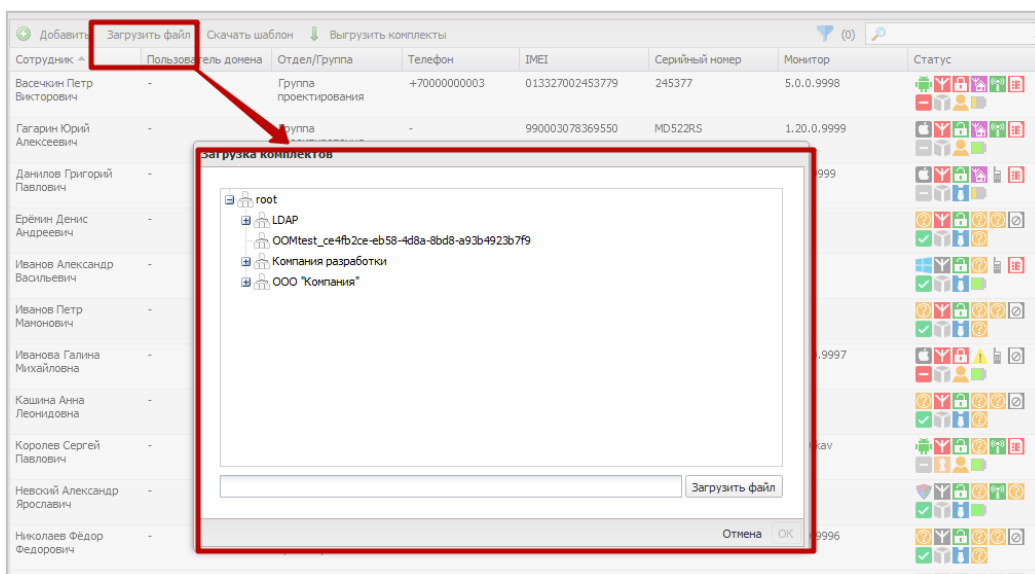 Добавить Загрузить файл Скачать шаблон Выгрузить комплекты (0)
Сотрудник Пользователь домена Отдел/Группа Телефон IMEI Серийный номер Монитор Статус
Васечкин Петр - Группа +70000000003 013327002453779 245377 5.0.0.9998
Викторович проектирования
Гагарин Юрий - Группа - 990003078369550 MD522RS 1.20.0.9999
Алексеевич
Загрузка комплектов
Данилов Григорий -
Павлович
root
Ерёмин Денис - LDAP
Андреевич
OOMtest_ce4fb2ce-eb58-4d8a-8bd8-a93b4923b7f9
Иванов Александр - Компания разработки
Васильевич
ООО "Компания"
Иванов Петр -
Мамонович
Иванова Галина - .9997
Михайловна
Кашина Анна -
Леонидовна
Королев Сергей -
Павлович
Невский Александр - Загрузить файл
Ярославич
Николаев Фёдор - Отмена OK 9996
Федорович